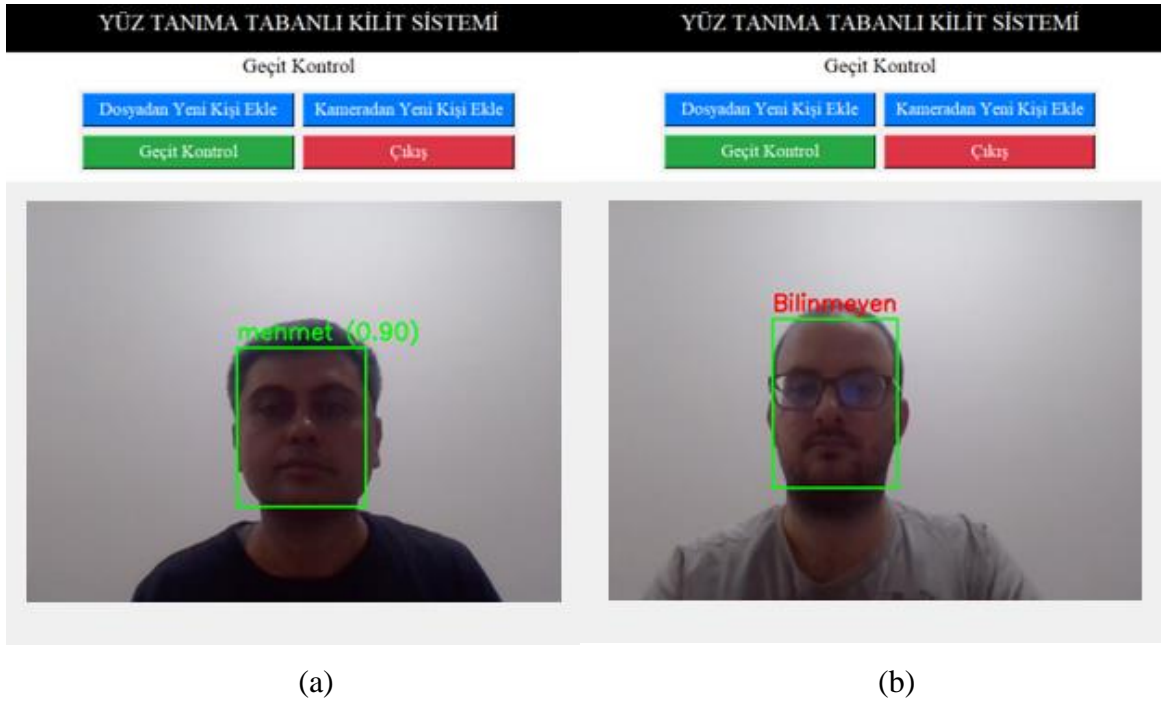 YÜZ TANIMA TABANLI KİLİT SİSTEMİ
Geçit Kontrol
Dosyadan Yeni Kişi Ekle Kameradan Yeni Kişi Ekle
Geçit Kontrol Çıkış
mehmet (0.90)
(a)
YÜZ TANIMA TABANLI KİLİT SİSTEMİ
Geçit Kontrol
Dosyadan Yeni Kişi Ekle Kameradan Yeni Kişi Ekle
Geçit Kontrol Çıkış
Bilinmeyen
(b)